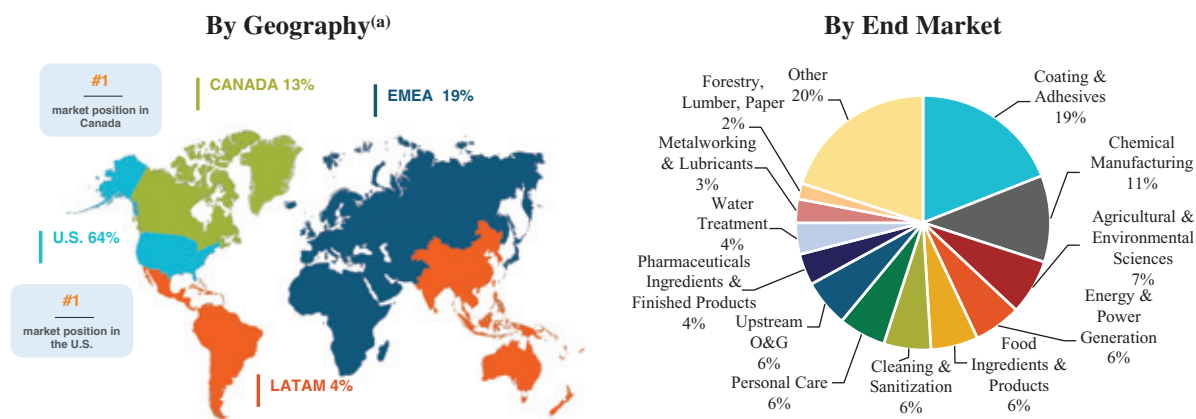 By Geography(a)
#1
market position in
Canada
CANADA 13%
EMEA 19%
U.S. 64%
#1
market position in
the U.S.
LATAM 4%
By End Market
Coating &
Adhesives
19%
Chemical
Manufacturing
11%
Agricultural &
Environmental
Sciences
7%
Energy &
Power
Generation
6%
Food
Ingredients &
Products
6%
Cleaning &
Sanitization
6%
Personal Care
6%
Upstream
O&G
6%
Pharmaceuticals
Ingredients &
Finished Products
4%
Water
Treatment
4%
Metalworking
& Lubricants
3%
Forestry,
Lumber, Paper
2%
Other
20%